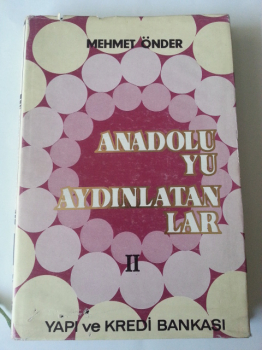 MEHMET ÖNDER
ANADOLU
YU
AYDINLATAN
LAR
II
YAPI ve KREDİ BANKASI